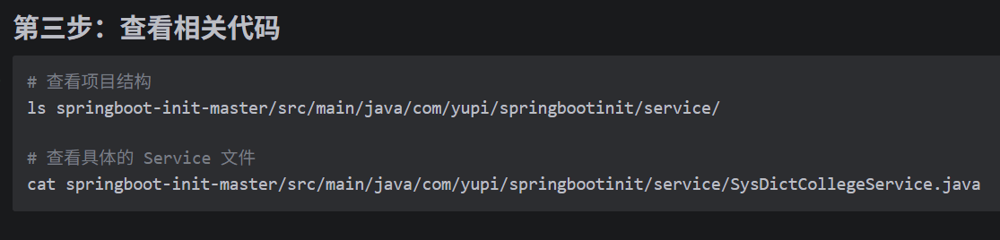 第三步：查看相关代码
# 查看项目结构
ls springboot-init-master/src/main/java/com/yupi/springbootinit/service/
# 查看具体的 Service 文件
cat springboot-init-master/src/main/java/com/yupi/springbootinit/service/SysDictCollegeService.java